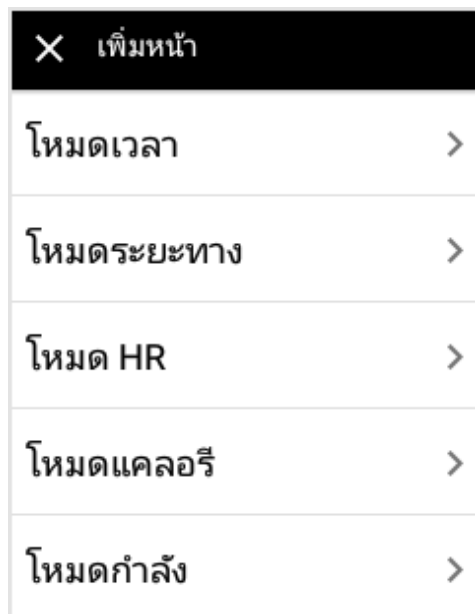 เพิ่มหน้า
โหมดเวลา
โหมดระยะทาง
โหมด HR
โหมดแคลอรี
โหมดกำลัง